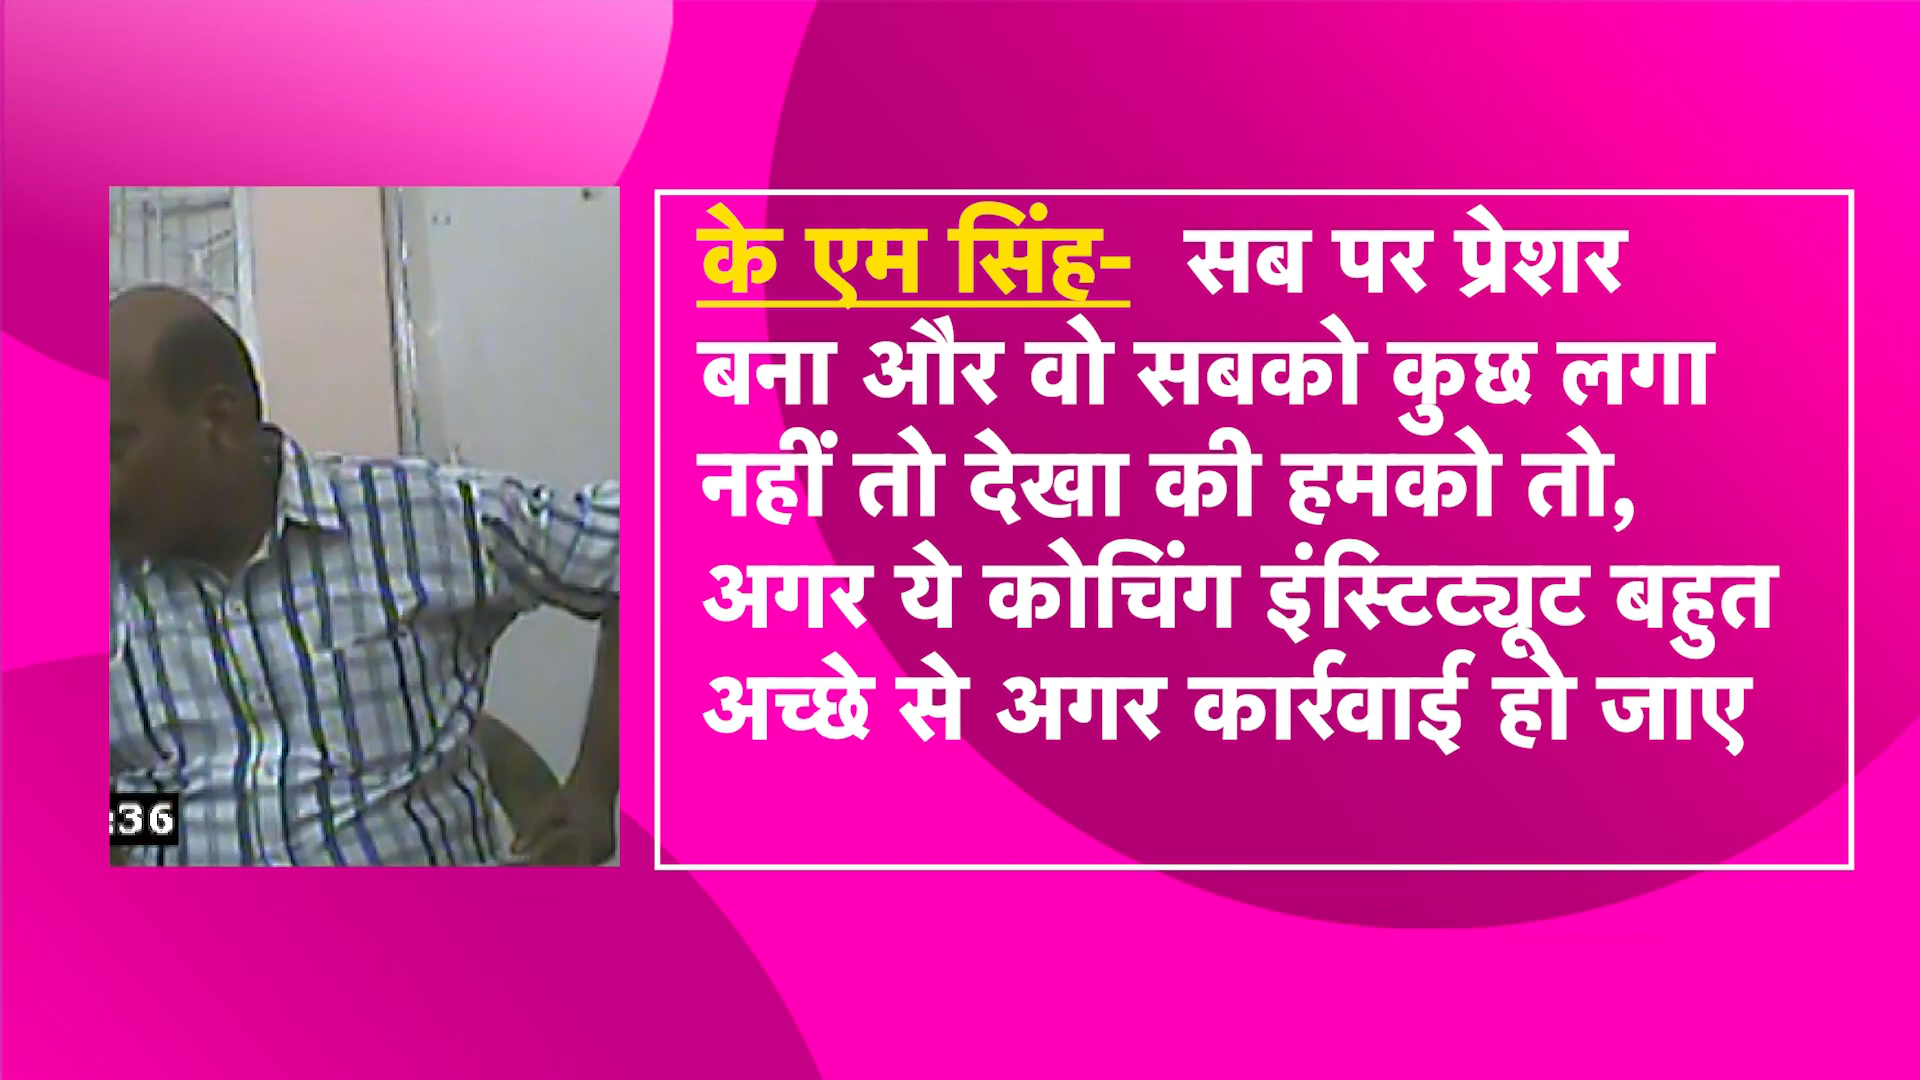 के एम सिंह- सब पर प्रेशर
बना और वो सबको कुछ लगा
नहीं तो देखा की हमको तो,
अगर ये कोचिंग इंस्टिट्यूट बहुत
अच्छे से अगर कार्रवाई हो जाए
:36